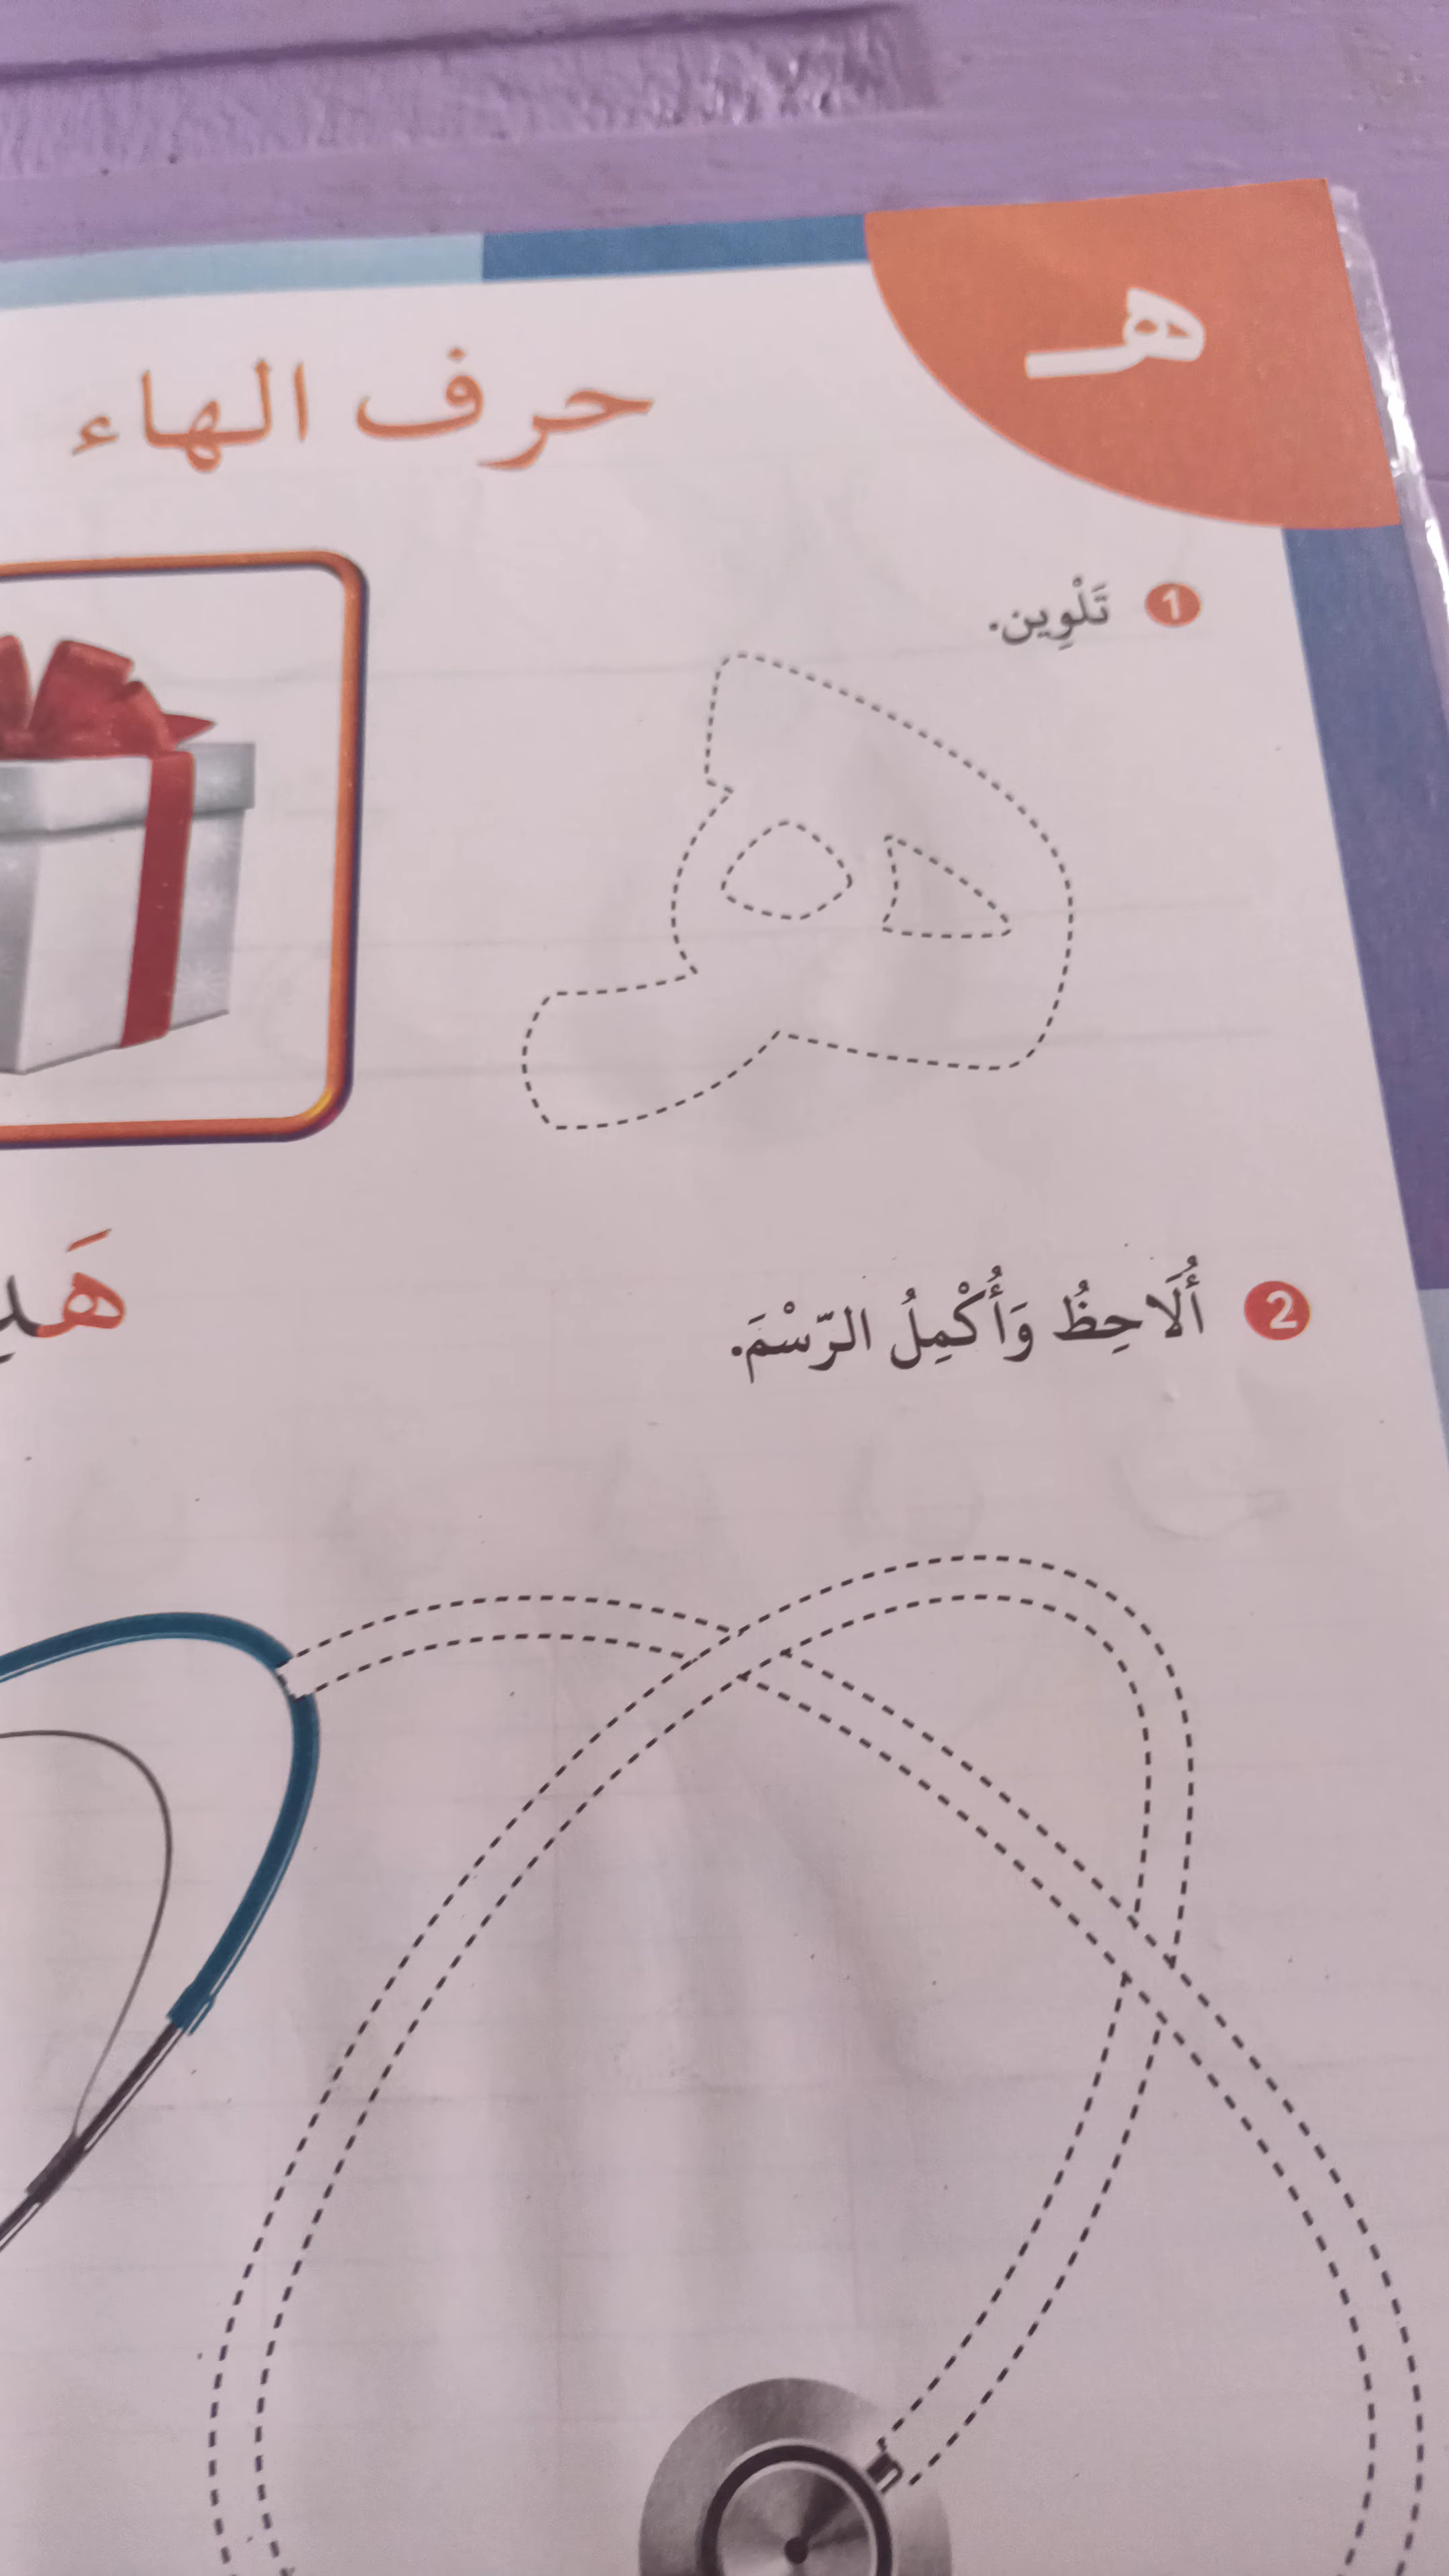 هـ
حرف الهاء
1 تَلْوِين.
2 أُلَاحِظُ وَأُكْمِلُ الرّسْمَ.